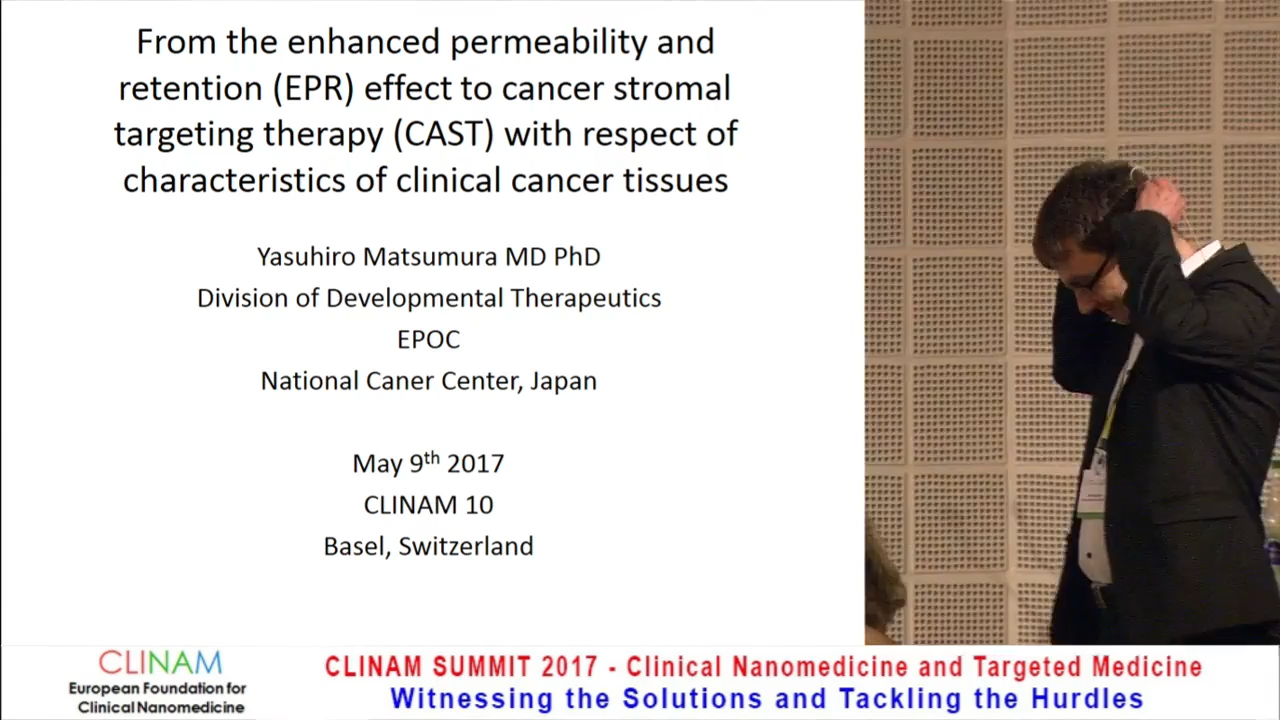 From the enhanced permeability and
retention (EPR) effect to cancer stromal
targeting therapy (CAST) with respect of
characteristics of clinical cancer tissues
Yasuhiro Matsumura MD PhD
Division of Developmental Therapeutics
EPOC
National Caner Center, Japan
May 9th 2017
CLINAM 10
Basel, Switzerland
CLINAM
European Foundation for
Clinical Nanomedicine
CLINAM SUMMIT 2017 - Clinical Nanomedicine and Targeted Medicine
Witnessing the Solutions and Tackling the Hurdles